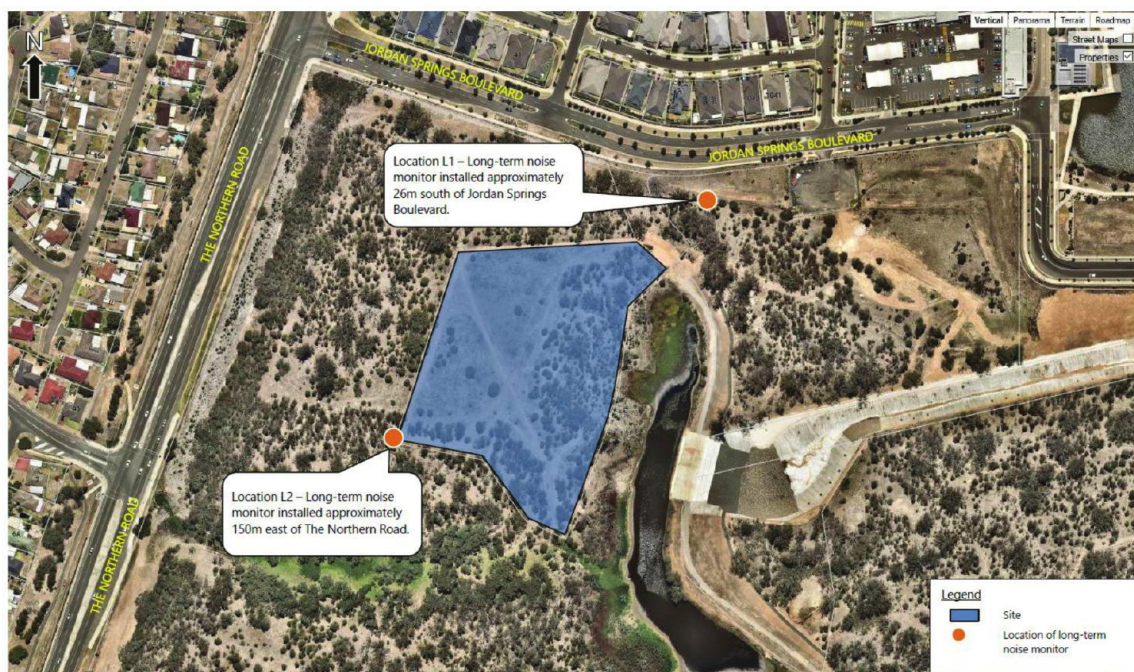 Vertical Panorama Terrain Roadmap
Street Maps
Properties
N
JORDAN SPRINGS BOULEVARD
JORDAN SPRINGS BOULEVARD
THE NORTHERN ROAD
Location L1 – Long-term noise
monitor installed approximately
26m south of Jordan Springs
Boulevard.
Location L2 – Long-term noise
monitor installed approximately
150m east of The Northern Road.
THE NORTHERN ROAD
Legend
Site
Location of long-term
noise monitor